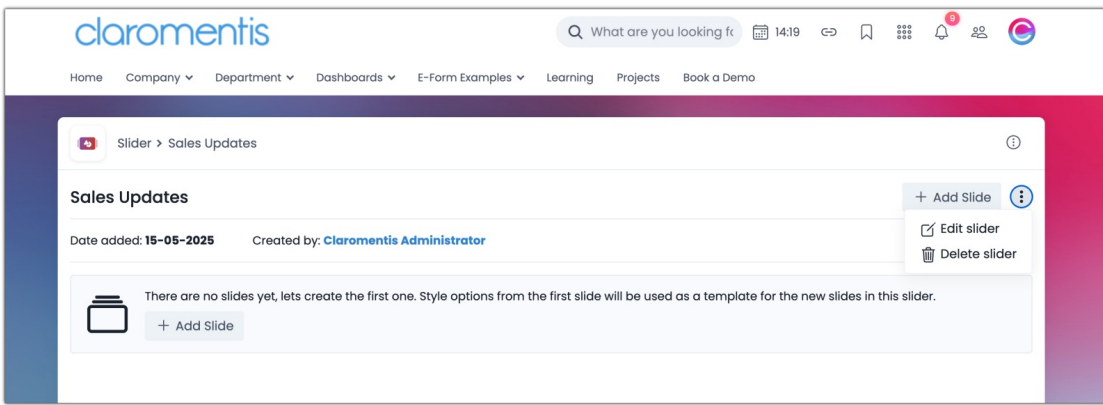 claromentis
What are you looking fo
14:19
9
Home Company Department Dashboards E-Form Examples Learning Projects Book a Demo
Slider > Sales Updates
Sales Updates
+ Add Slide
Edit slider
Delete slider
Date added: 15-05-2025 Created by: Claromentis Administrator
There are no slides yet, lets create the first one. Style options from the first slide will be used as a template for the new slides in this slider.
+ Add Slide